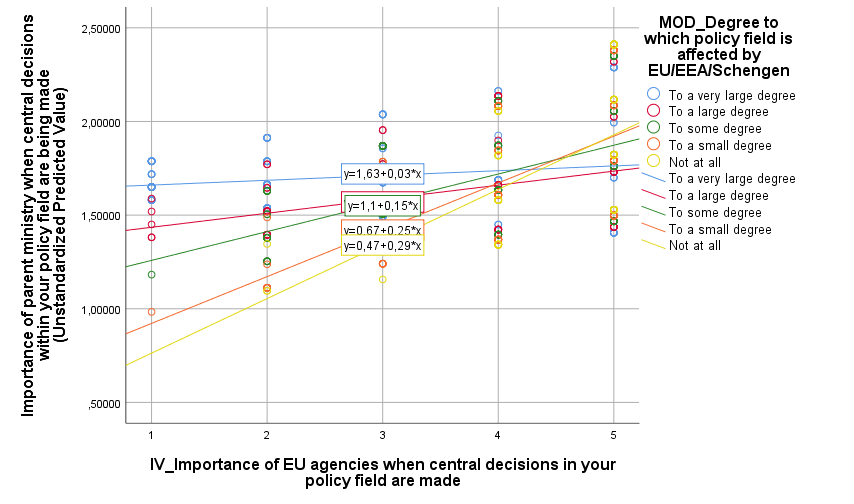 Importance of parent ministry when central decisions
within your policy field are being made
(Unstandardized Predicted Value)
2,50000
2,00000
1,50000
1,00000
,50000
y=1,63+0,03*x
y=1,1+0,15*x
y=0,67+0,25*x
y=0,47+0,29*x
1 2 3 4 5
IV_Importance of EU agencies when central decisions in your
policy field are made
MOD_Degree to
which policy field is
affected by
EU/EEA/Schengen
To a very large degree
To a large degree
To some degree
To a small degree
Not at all
To a very large degree
To a large degree
To some degree
To a small degree
Not at all